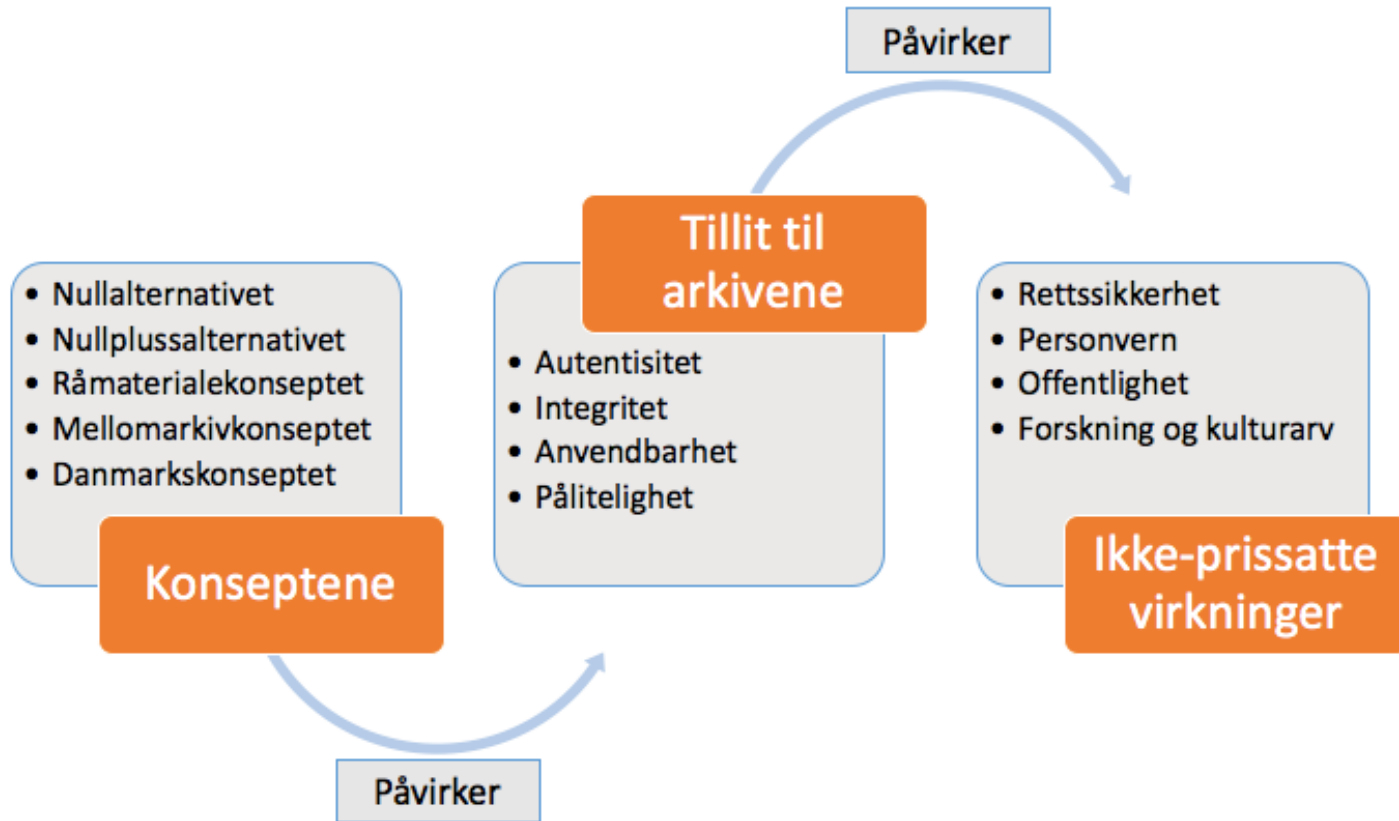 Påvirker
• Nullalternativet
• Nullplussalternativet
• Råmaterialekonseptet
• Mellomarkivkonseptet
• Danmarkskonseptet
Konseptene
Påvirker
Tillit til
arkivene
• Autentisitet
• Integritet
• Anvendbarhet
• Pålitelighet
• Rettssikkerhet
• Personvern
• Offentlighet
• Forskning og kulturarv
Ikke-prissatte
virkninger